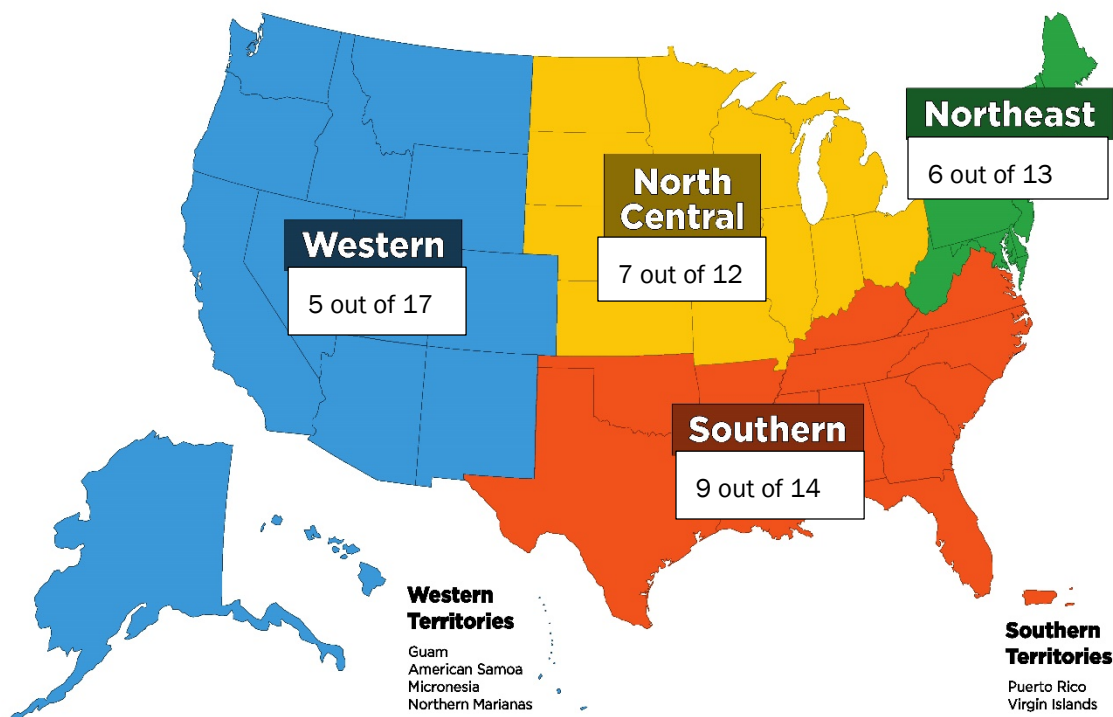 Northeast
6 out of 13
North
Central
7 out of 12
Western
5 out of 17
Southern
9 out of 14
Western
Territories
Guam
American Samoa
Micronesia
Northern Marianas
Southern
Territories
Puerto Rico
Virgin Islands